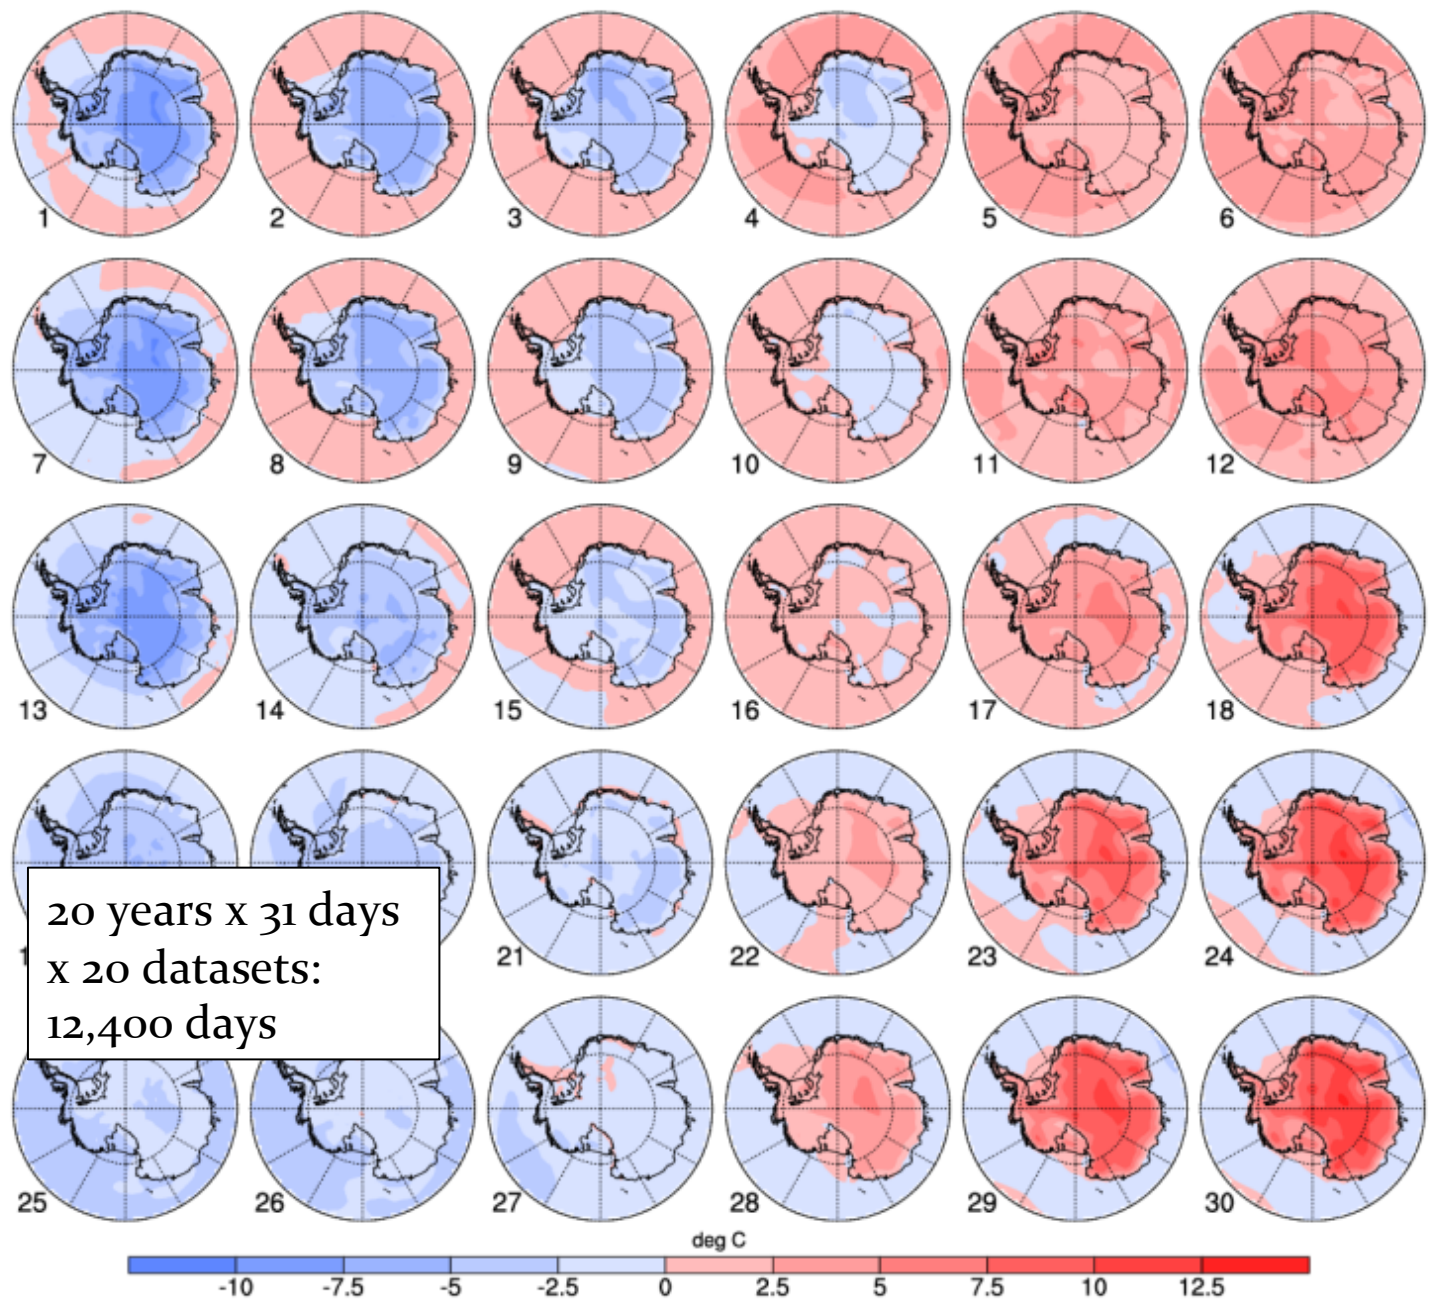 1 2 3 4 5 6
7 8 9 10 11 12
13 14 15 16 17 18
21 22 23 24
20 years x 31 days
x 20 datasets:
12,400 days
25 26 27 28 29 30
deg C
-10 -7.5 -5 -2.5 0 2.5 5 7.5 10 12.5